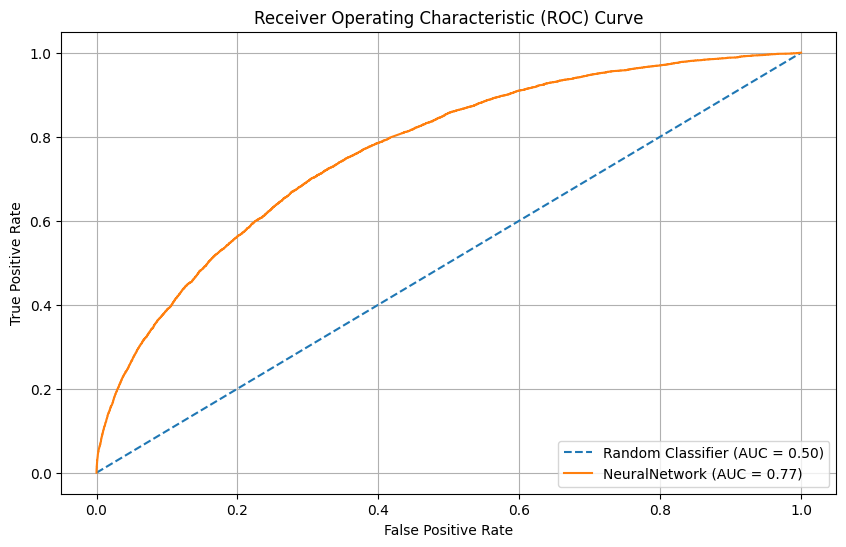 Receiver Operating Characteristic (ROC) Curve
True Positive Rate
1.0
0.8
0.6
0.4
0.2
0.0
Random Classifier (AUC = 0.50)
NeuralNetwork (AUC = 0.77)
0.0 0.2 0.4 0.6 0.8 1.0
False Positive Rate